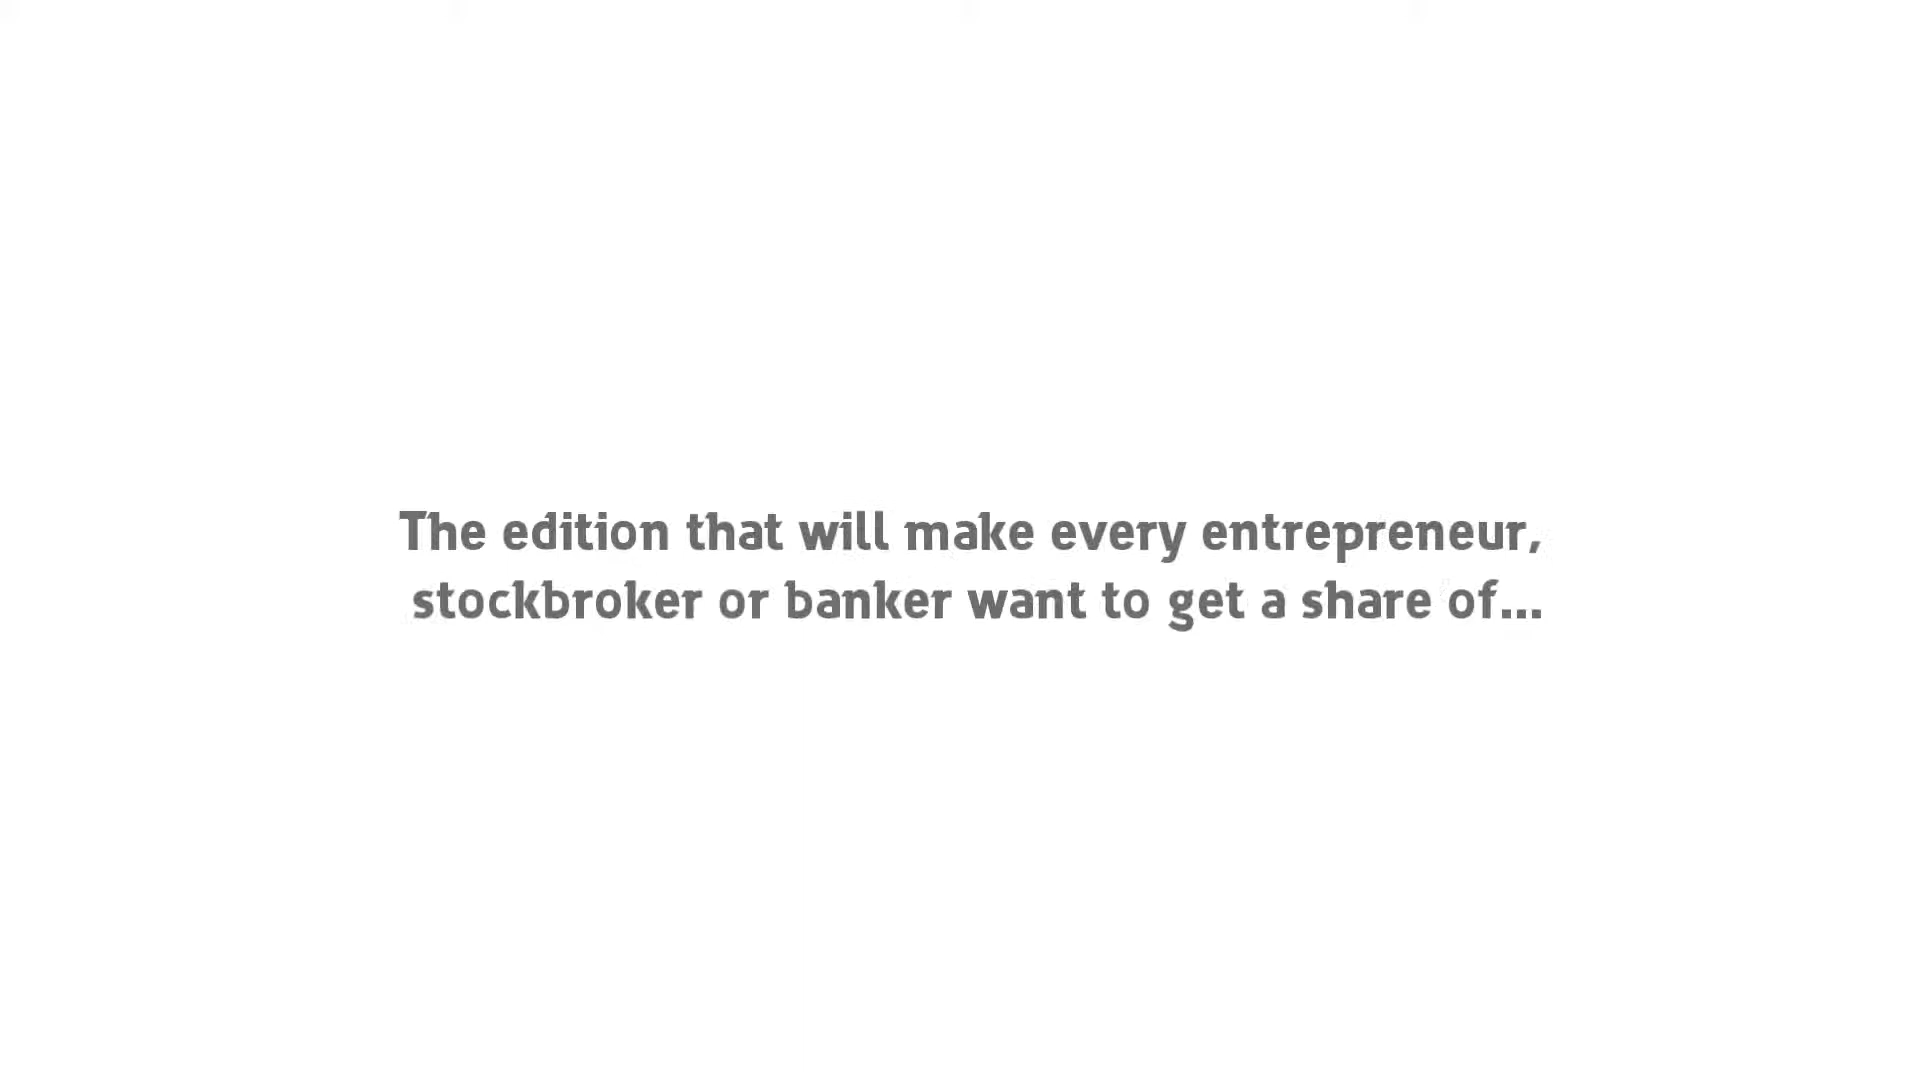 The edition that will make every entrepreneur,
stockbroker or banker want to get a share of...